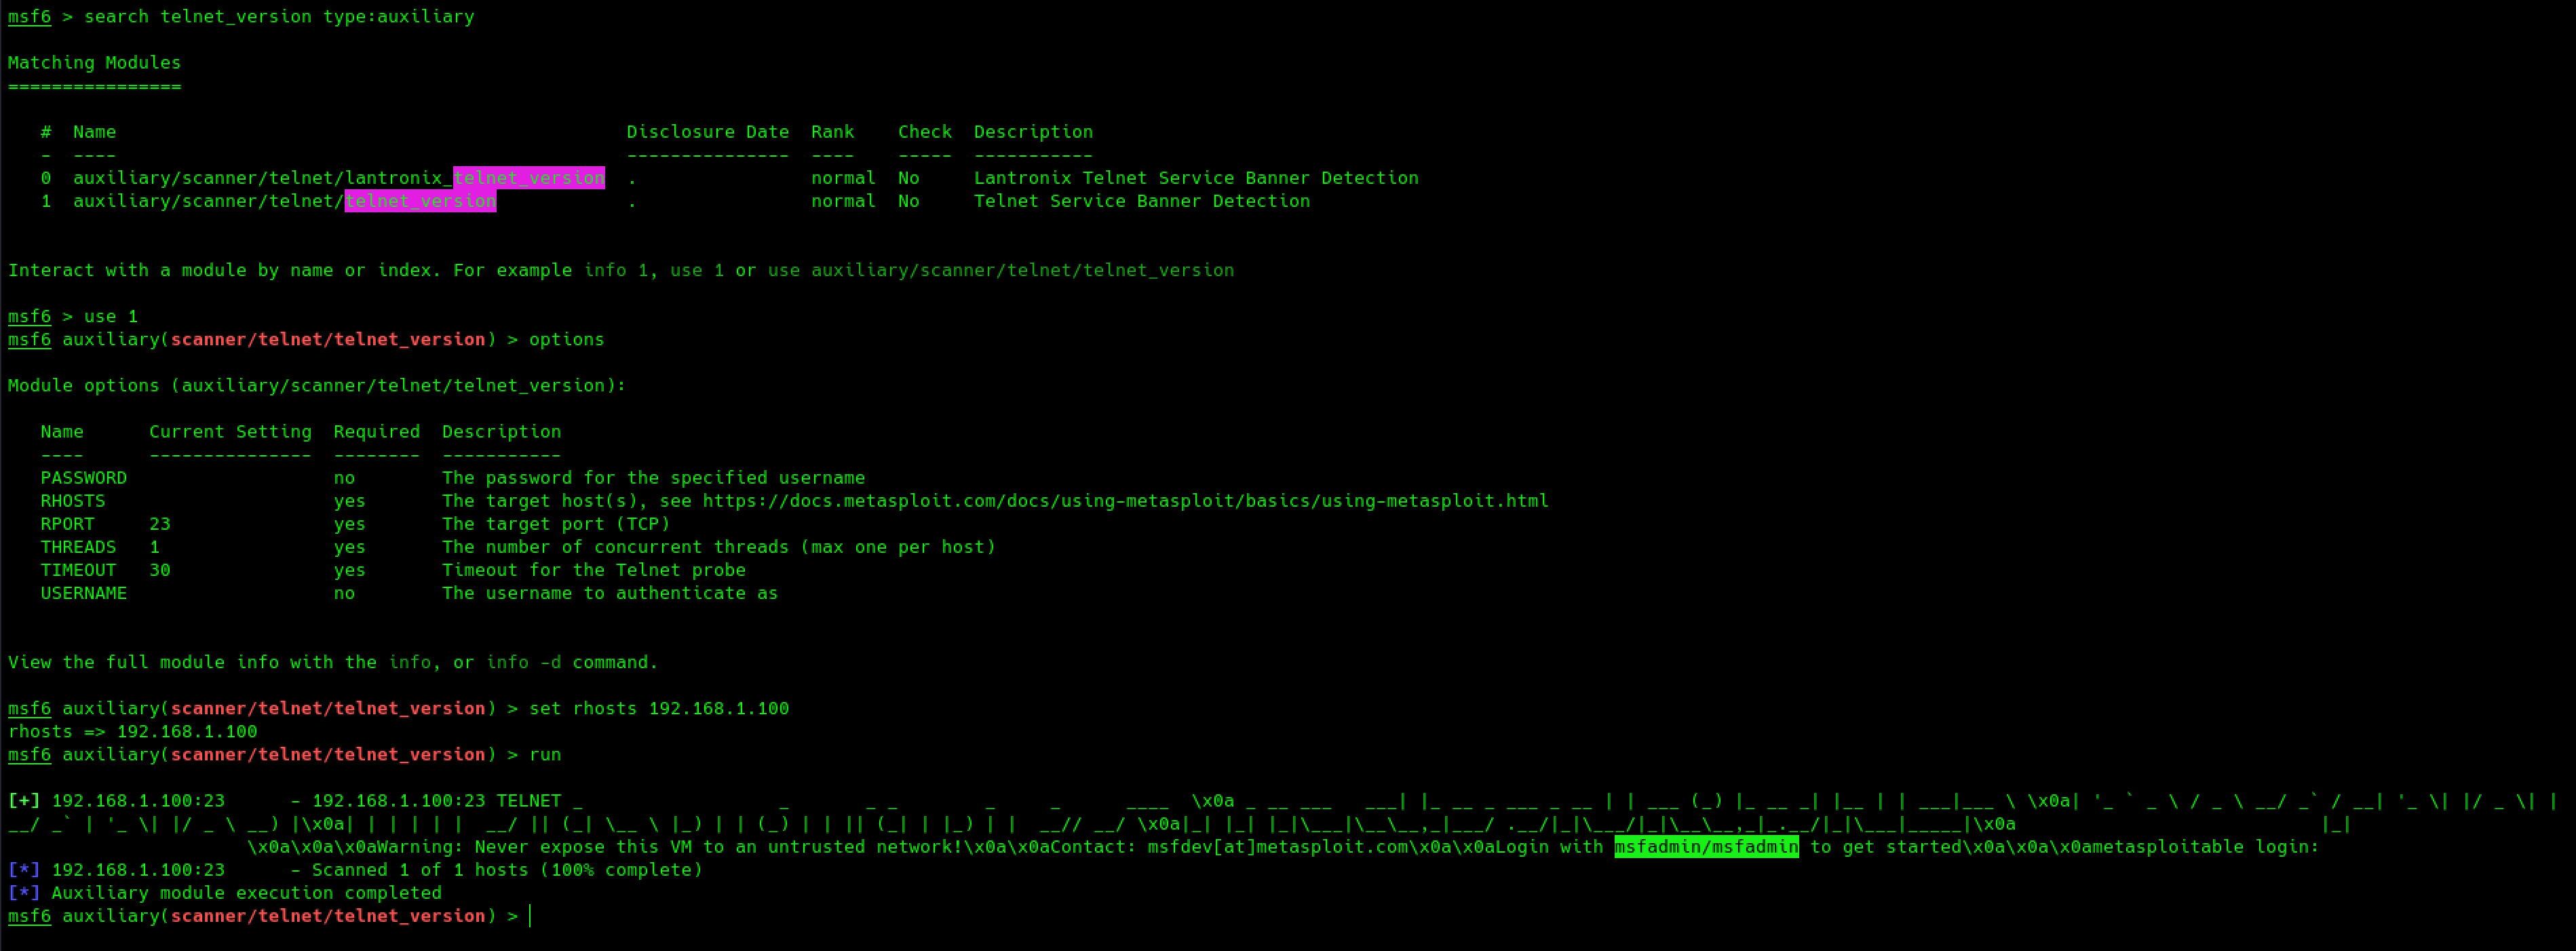 msf6 > search telnet_version type:auxiliary
Matching Modules
================
#  Name                                               Disclosure Date  Rank    Check  Description
-  ----                                               ---------------  ----    -----  -----------
0  auxiliary/scanner/telnet/lantronix_telnet_version  .                normal  No     Lantronix Telnet Service Banner Detection
1  auxiliary/scanner/telnet/telnet_version            .                normal  No     Telnet Service Banner Detection
Interact with a module by name or index. For example info 1, use 1 or use auxiliary/scanner/telnet/telnet_version
msf6 > use 1
msf6 auxiliary(scanner/telnet/telnet_version) > options
Module options (auxiliary/scanner/telnet/telnet_version):
Name      Current Setting  Required  Description
----      ---------------  --------  -----------
PASSWORD                   no        The password for the specified username
RHOSTS                     yes       The target host(s), see https://docs.metasploit.com/docs/using-metasploit/basics/using-metasploit.html
RPORT     23               yes       The target port (TCP)
THREADS   1                yes       The number of concurrent threads (max one per host)
TIMEOUT   30               yes       Timeout for the Telnet probe
USERNAME                   no        The username to authenticate as
View the full module info with the info, or info -d command.
msf6 auxiliary(scanner/telnet/telnet_version) > set rhosts 192.168.1.100
rhosts => 192.168.1.100
msf6 auxiliary(scanner/telnet/telnet_version) > run
[+] 192.168.1.100:23      - 192.168.1.100:23 TELNET _                  _       _ _        _     _      ____  \x0a _ __ ___   ___| |_ __ _ ___ _ __ | | ___ (_) |_ __ _| |__ | | ___|___ \ \x0a| '_ ` _ \ / _ \ __/ _` / __| '_ \| |/ _ \| |
__/ _` | '_ \| |/ _ \ __) |\x0a| | | | | |  __/ || (_| \__ \ |_) | | (_) | | || (_| | |_) | |  __// __/ \x0a|_| |_| |_|\___|\__\__,_|___/ .__/|_|\___/|_|\__\__,_|_.__/|_|\___|_____|\x0a                            |_|
\x0a\x0a\x0aWarning: Never expose this VM to an untrusted network!\x0a\x0aContact: msfdev[at]metasploit.com\x0a\x0aLogin with msfadmin/msfadmin to get started\x0a\x0a\x0ametasploitable login:
[*] 192.168.1.100:23      - Scanned 1 of 1 hosts (100% complete)
[*] Auxiliary module execution completed
msf6 auxiliary(scanner/telnet/telnet_version) >